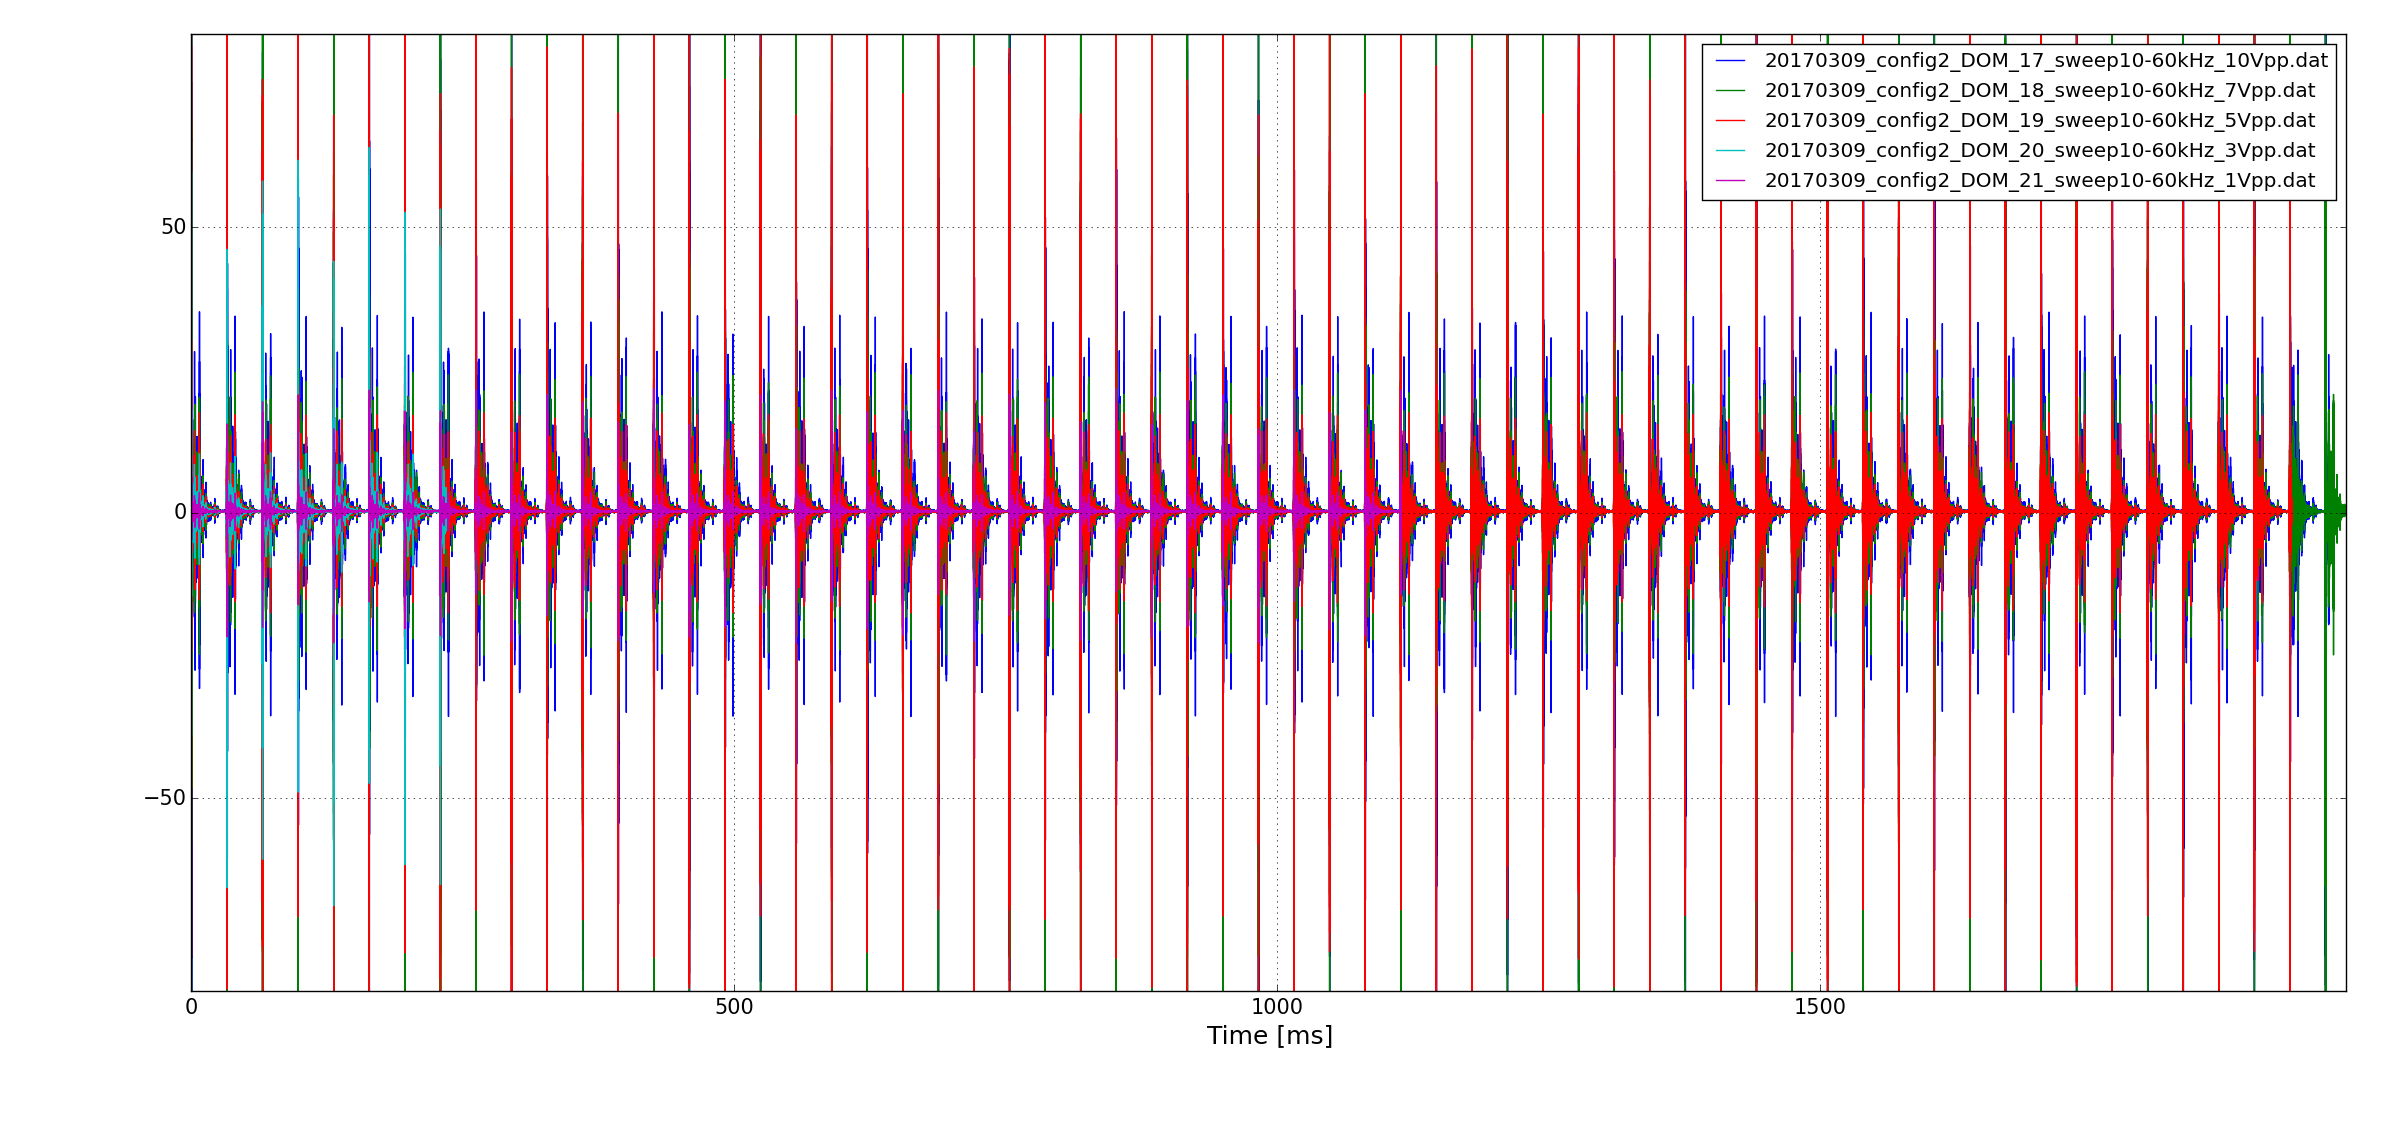 20170309_config2_DOM_17_sweep10-60kHz_10Vpp.dat
20170309_config2_DOM_18_sweep10-60kHz_7Vpp.dat
20170309_config2_DOM_19_sweep10-60kHz_5Vpp.dat
20170309_config2_DOM_20_sweep10-60kHz_3Vpp.dat
20170309_config2_DOM_21_sweep10-60kHz_1Vpp.dat
50
0
−50
0 500 1000 1500
Time [ms]